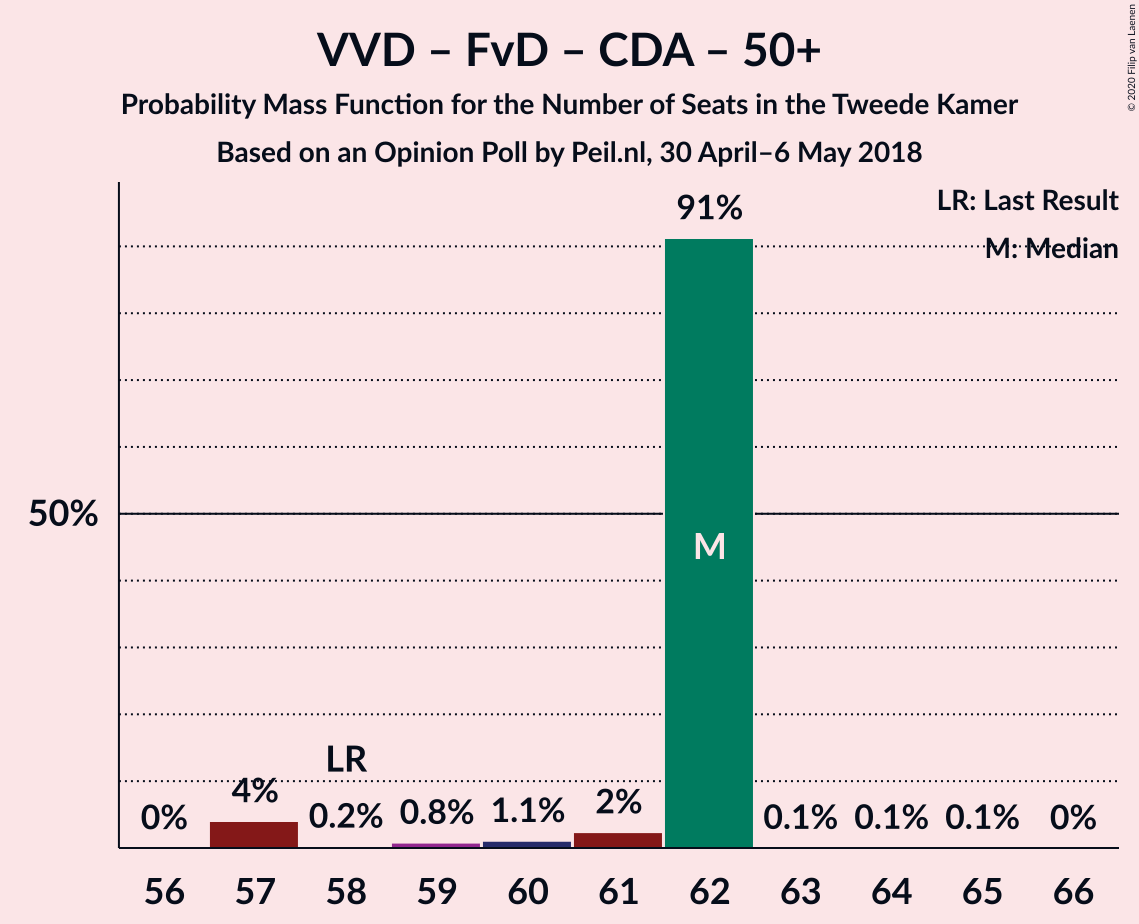 VVD – FvD – CDA – 50+
Probability Mass Function for the Number of Seats in the Tweede Kamer
Based on an Opinion Poll by Peil.nl, 30 April–6 May 2018
© 2020 Filip van Laenen
LR: Last Result
M: Median
91%
50%
M
LR
0%
4%
0.2%
0.8%
1.1%
2%
0.1%
0.1%
0.1%
0%
56
57
58
59
60
61
62
63
64
65
66